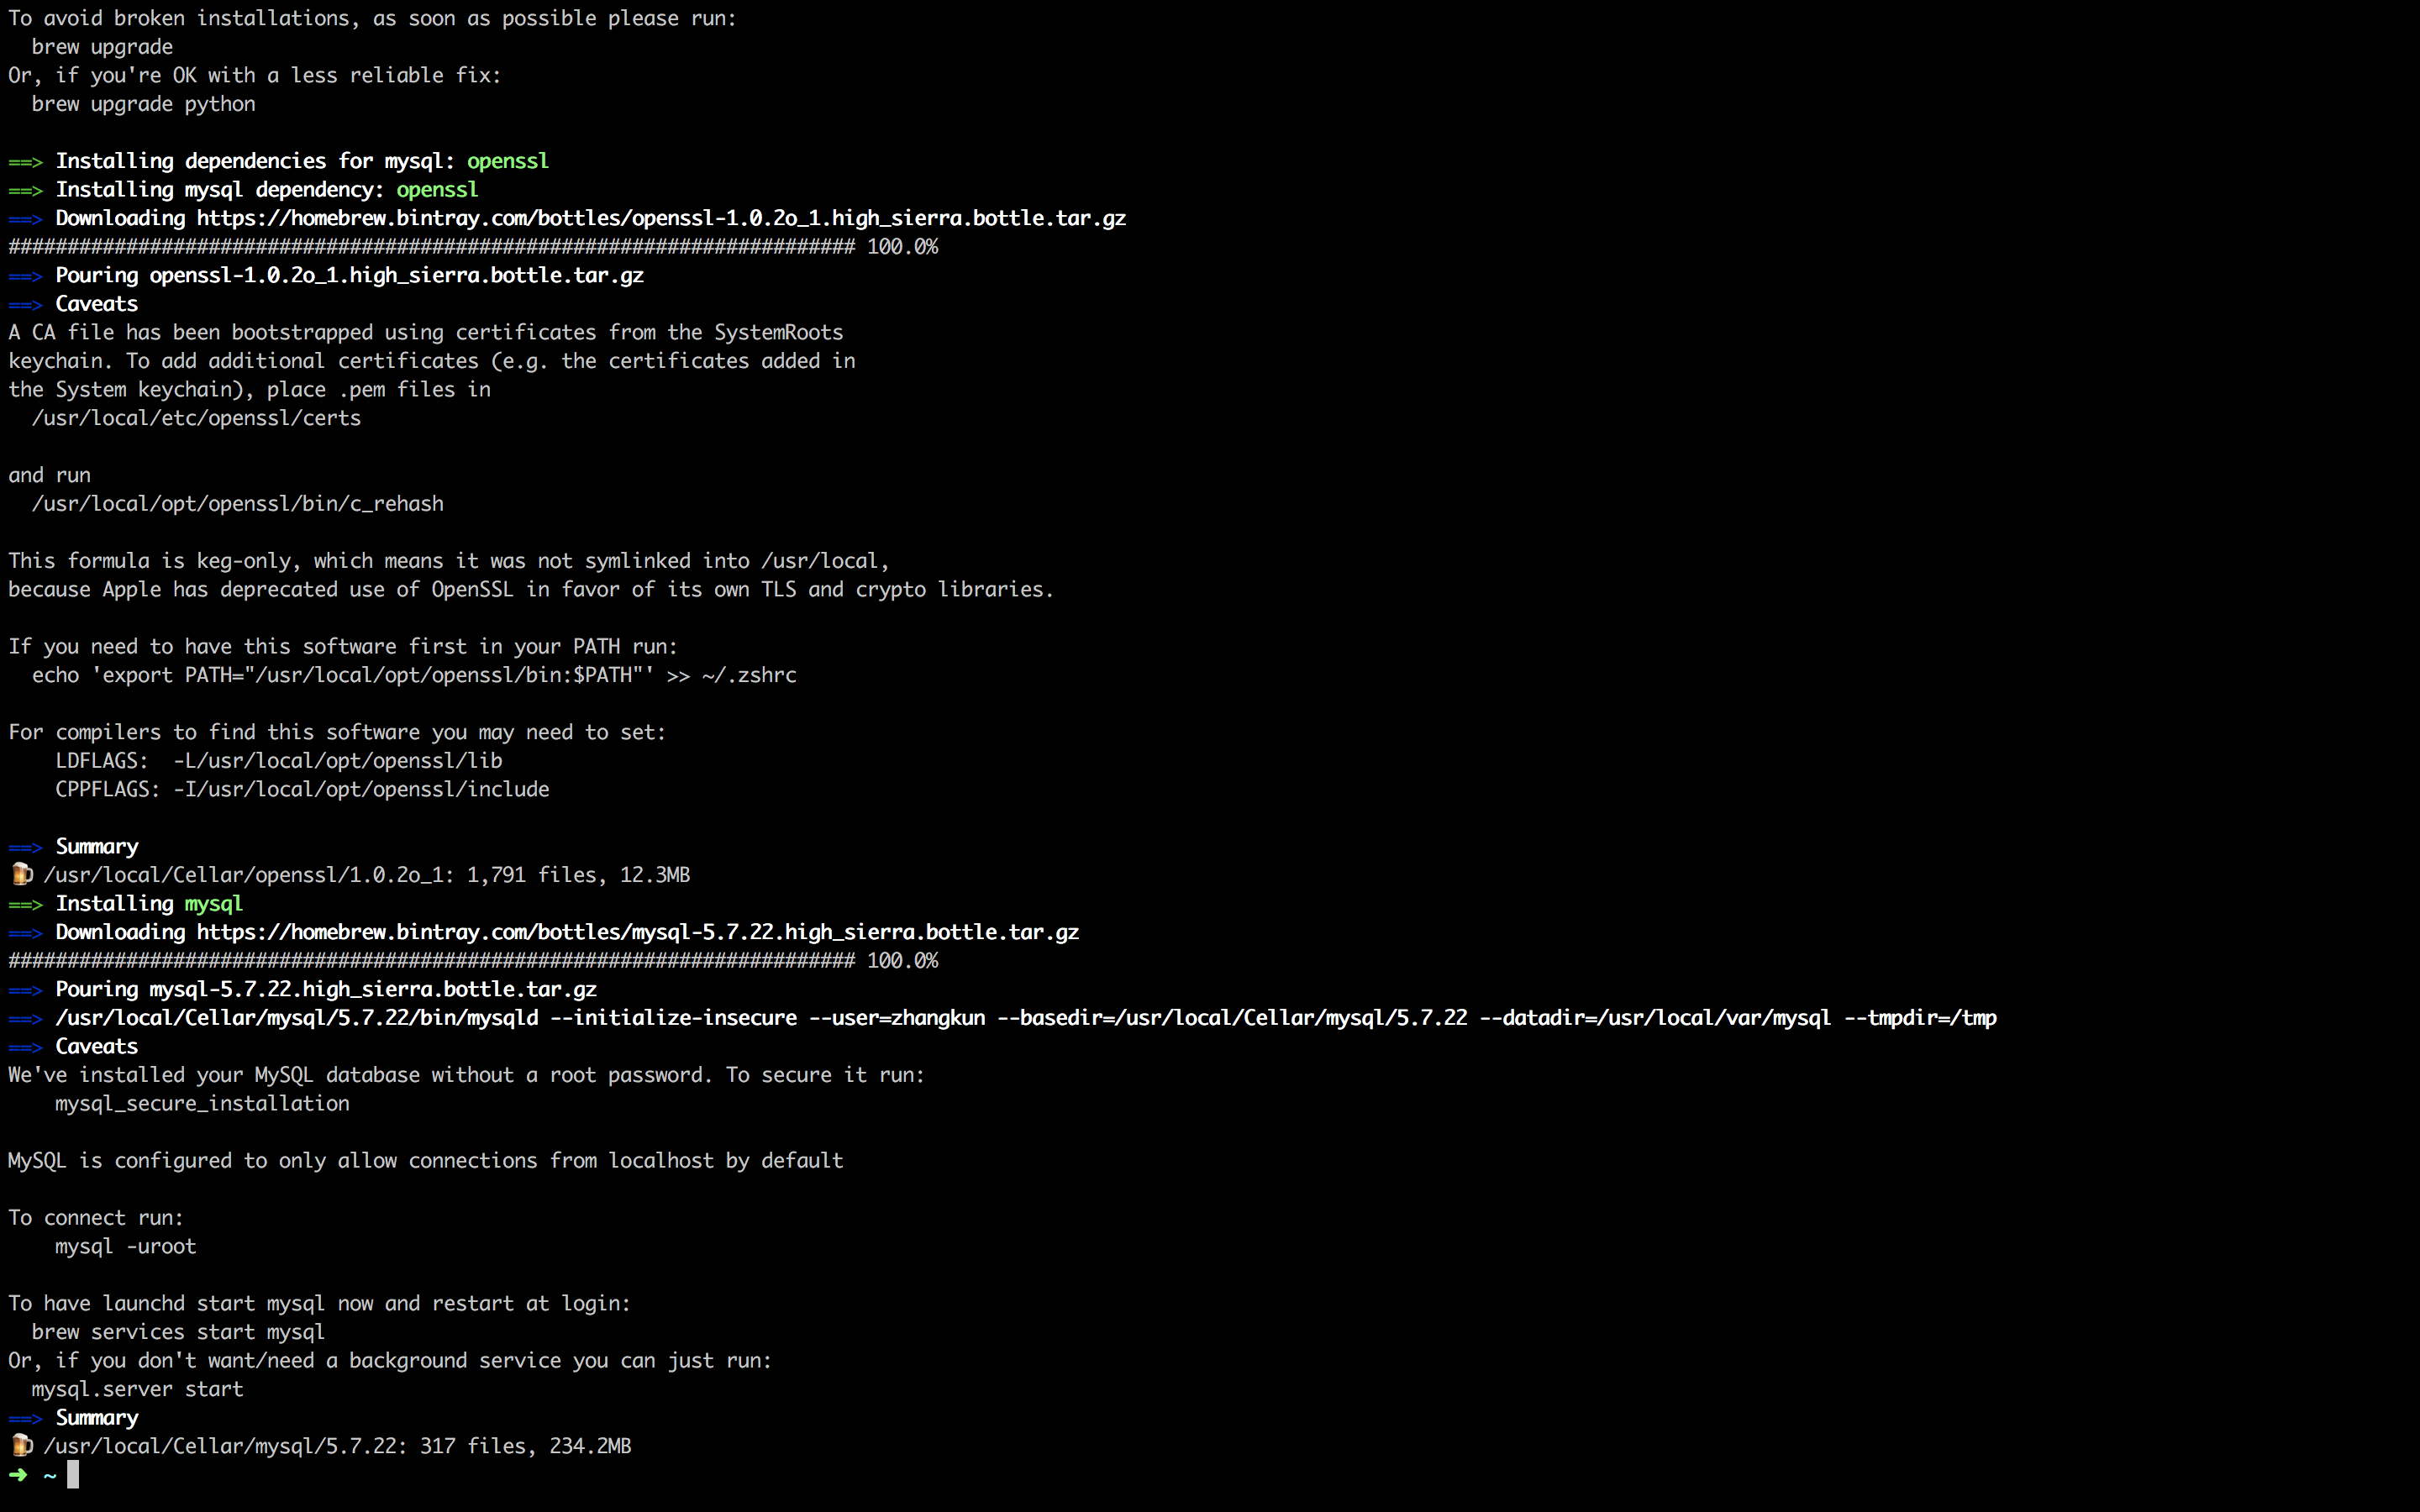 To avoid broken installations, as soon as possible please run:
  brew upgrade
Or, if you're OK with a less reliable fix:
  brew upgrade python

==> Installing dependencies for mysql: openssl
==> Installing mysql dependency: openssl
==> Downloading https://homebrew.bintray.com/bottles/openssl-1.0.2o_1.high_sierra.bottle.tar.gz
######################################################################## 100.0%
==> Pouring openssl-1.0.2o_1.high_sierra.bottle.tar.gz
==> Caveats
A CA file has been bootstrapped using certificates from the SystemRoots
keychain. To add additional certificates (e.g. the certificates added in
the System keychain), place .pem files in
  /usr/local/etc/openssl/certs

and run
  /usr/local/opt/openssl/bin/c_rehash

This formula is keg-only, which means it was not symlinked into /usr/local,
because Apple has deprecated use of OpenSSL in favor of its own TLS and crypto libraries.

If you need to have this software first in your PATH run:
  echo 'export PATH="/usr/local/opt/openssl/bin:$PATH"' >> ~/.zshrc

For compilers to find this software you may need to set:
    LDFLAGS:  -L/usr/local/opt/openssl/lib
    CPPFLAGS: -I/usr/local/opt/openssl/include

==> Summary
🍺 /usr/local/Cellar/openssl/1.0.2o_1: 1,791 files, 12.3MB
==> Installing mysql
==> Downloading https://homebrew.bintray.com/bottles/mysql-5.7.22.high_sierra.bottle.tar.gz
######################################################################## 100.0%
==> Pouring mysql-5.7.22.high_sierra.bottle.tar.gz
==> /usr/local/Cellar/mysql/5.7.22/bin/mysqld --initialize-insecure --user=zhangkun --basedir=/usr/local/Cellar/mysql/5.7.22 --datadir=/usr/local/var/mysql --tmpdir=/tmp
==> Caveats
We've installed your MySQL database without a root password. To secure it run:
    mysql_secure_installation

MySQL is configured to only allow connections from localhost by default

To connect run:
    mysql -uroot

To have launchd start mysql now and restart at login:
  brew services start mysql
Or, if you don't want/need a background service you can just run:
  mysql.server start
==> Summary
🍺 /usr/local/Cellar/mysql/5.7.22: 317 files, 234.2MB
➜ ~